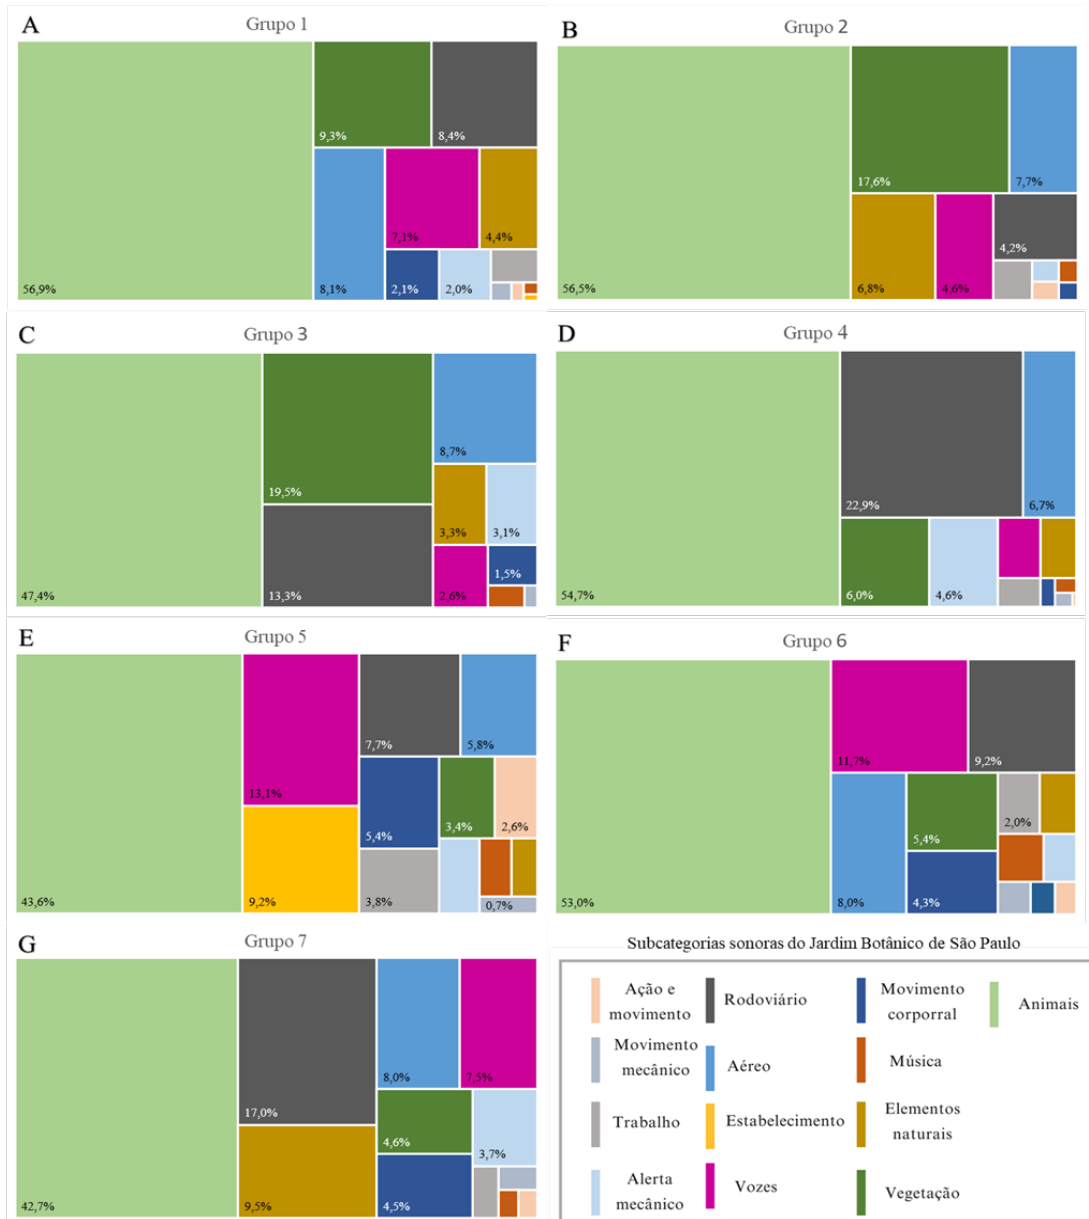 A
Grupo 1
56,9%
9,3%
8,4%
8,1%
7,1%
4,4%
2,1%
2,0%
B
Grupo 2
56,5%
17,6%
7,7%
6,8%
4,6%
4,2%
C
Grupo 3
47,4%
19,5%
13,3%
8,7%
3,3%
3,1%
2,6%
1,5%
D
Grupo 4
54,7%
22,9%
6,7%
6,0%
4,6%
E
Grupo 5
43,6%
13,1%
9,2%
7,7%
5,8%
5,4%
3,4%
2,6%
3,8%
0,7%
F
Grupo 6
53,0%
11,7%
9,2%
8,0%
5,4%
4,3%
2,0%
G
Grupo 7
42,7%
17,0%
9,5%
8,0%
7,5%
4,6%
4,5%
3,7%
Subcategorias sonoras do Jardim Botânico de São Paulo
Ação e
movimento
Movimento
mecânico
Trabalho
Alerta
mecânico
Rodoviário
Aéreo
Estabelecimento
Vozes
Movimento
corporral
Música
Elementos
naturais
Vegetação
Animais